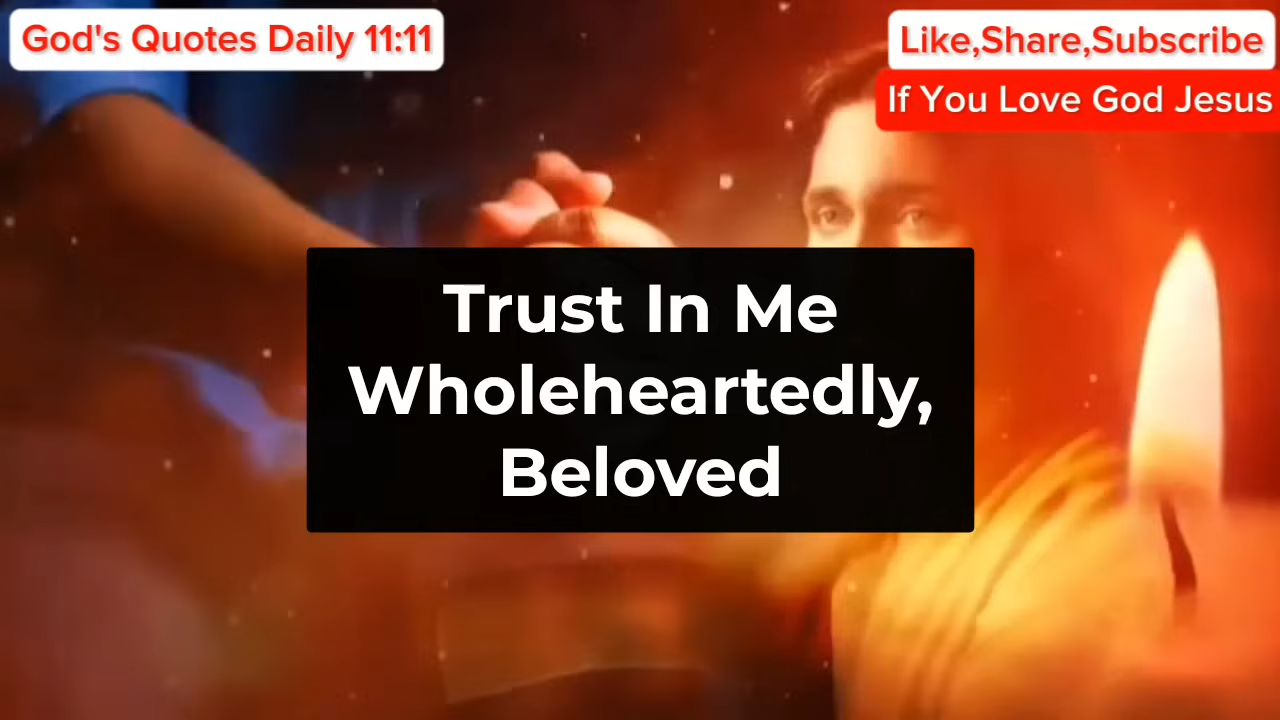 God's Quotes Daily 11:11
Like,Share,Subscribe
If You Love God Jesus
Trust In Me
Wholeheartedly,
Beloved